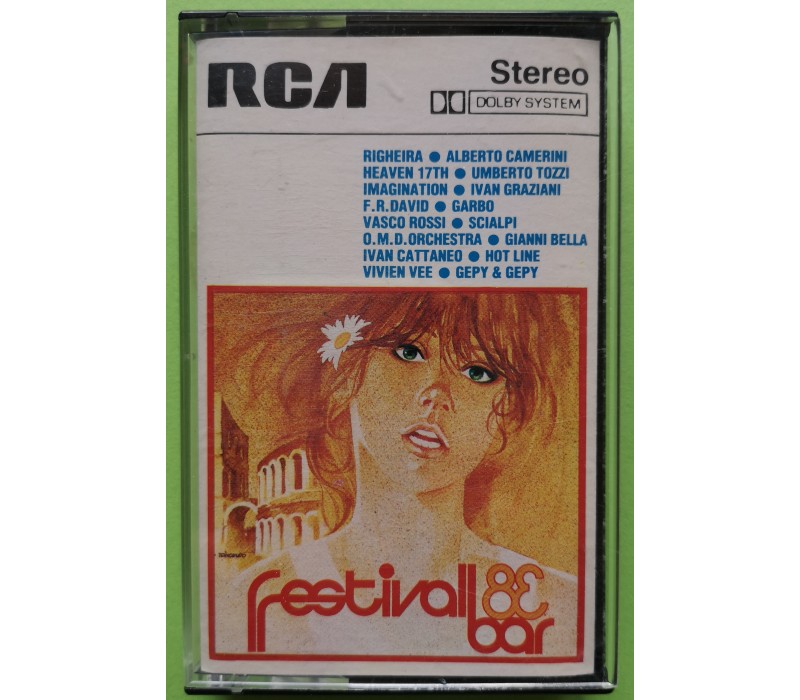 RCA
Stereo
DOLBY SYSTEM
RIGHEIRA ● ALBERTO CAMERINI
HEAVEN 17TH ● UMBERTO TOZZI
IMAGINATION ● IVAN GRAZIANI
F.R.DAVID ● GARBO
VASCO ROSSI ● SCIALPI
O.M.D.ORCHESTRA ● GIANNI BELLA
IVAN CATTANEO ● HOT LINE
VIVIEN VEE ● GEPY & GEPY
festivall 83
bar